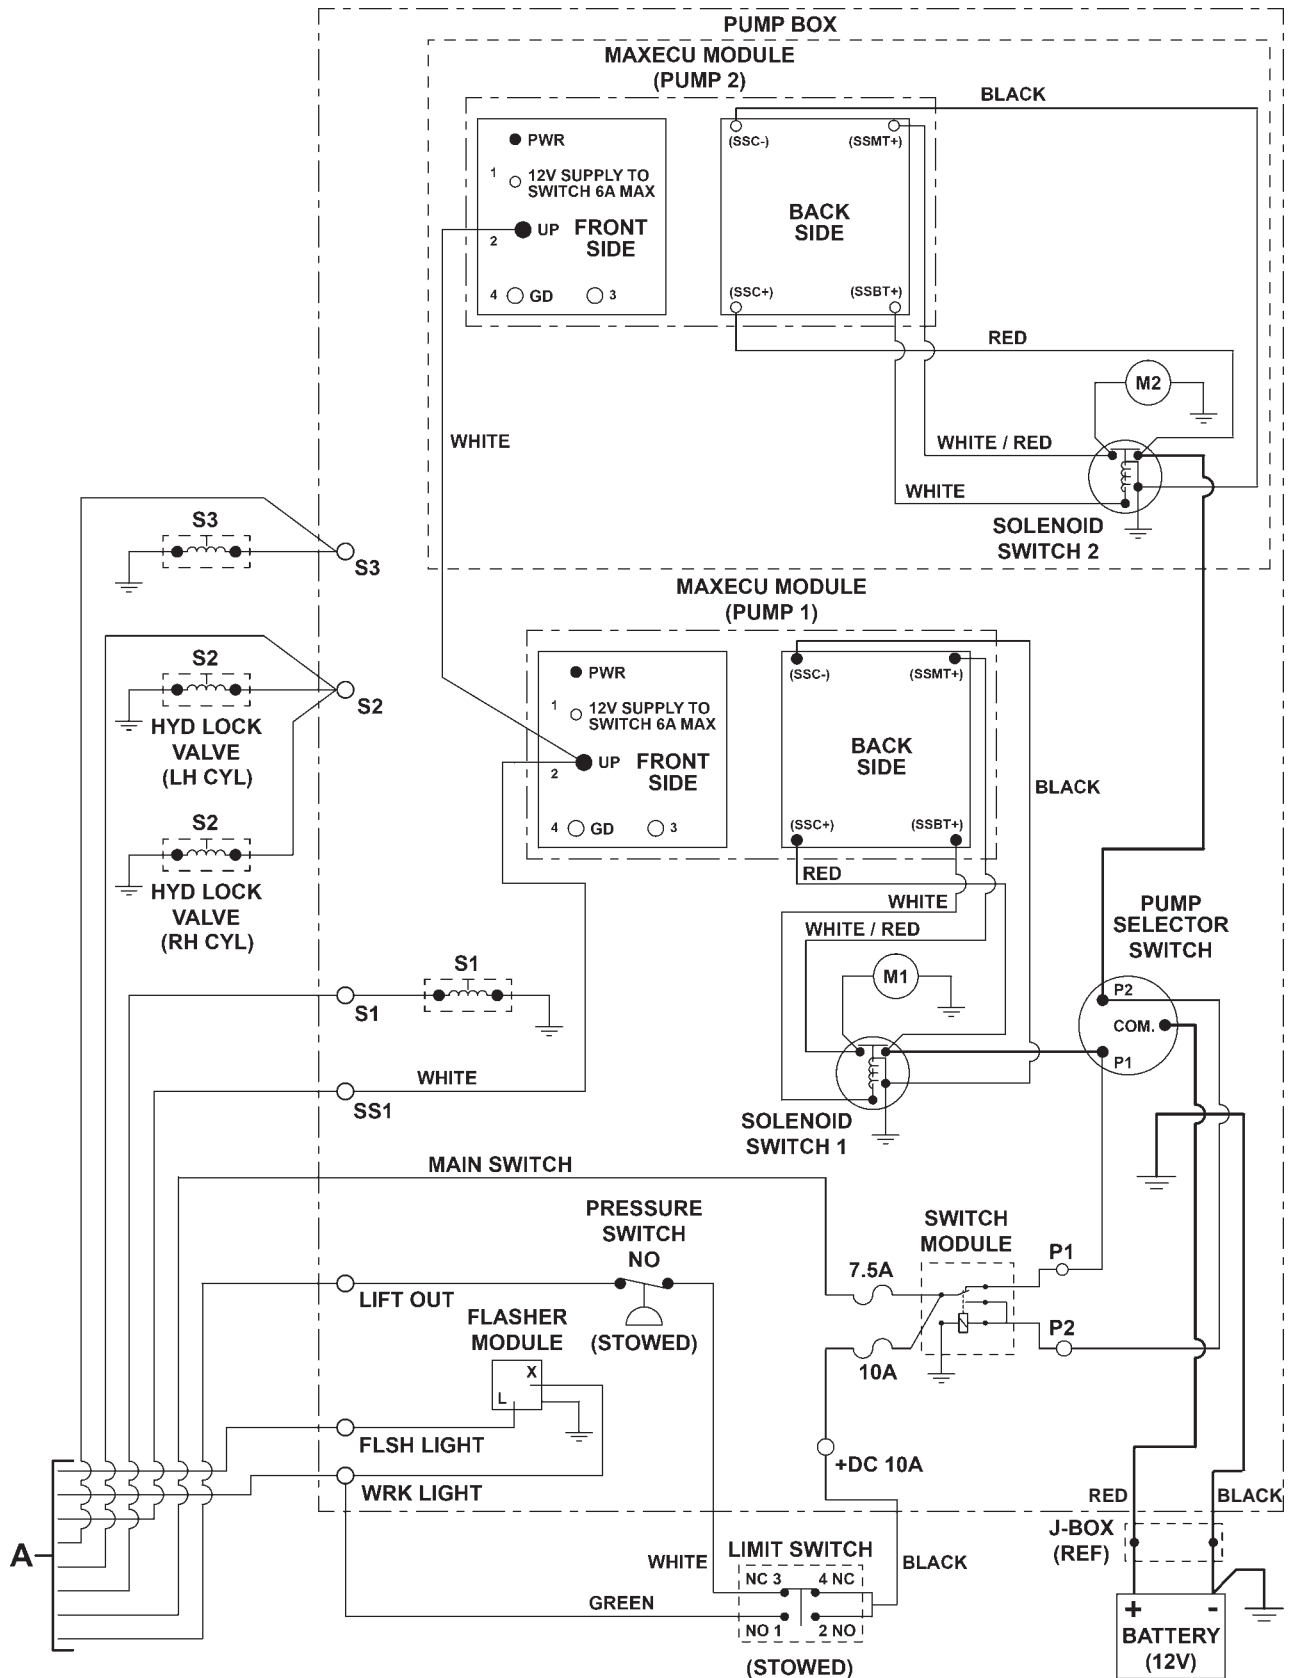 PUMP BOX
MAXECU MODULE
(PUMP 2)
BLACK
PWR
1
12V SUPPLY TO
SWITCH 6A MAX
UP
2
FRONT
SIDE
4
GD
3
(SSC-)
(SSMT+)
BACK
SIDE
(SSC+)
(SSBT+)
RED
M2
WHITE
WHITE / RED
WHITE
SOLENOID
SWITCH 2
S3
S3
MAXECU MODULE
(PUMP 1)
S2
S2
HYD LOCK
VALVE
(LH CYL)
PWR
1
12V SUPPLY TO
SWITCH 6A MAX
UP
2
FRONT
SIDE
4
GD
3
(SSC-)
(SSMT+)
BACK
SIDE
(SSC+)
(SSBT+)
BLACK
S2
HYD LOCK
VALVE
(RH CYL)
RED
WHITE
WHITE / RED
M1
PUMP
SELECTOR
SWITCH
P2
COM.
P1
S1
S1
WHITE
SS1
SOLENOID
SWITCH 1
MAIN SWITCH
PRESSURE
SWITCH
NO
SWITCH
MODULE
P1
7.5A
LIFT OUT
(STOWED)
FLASHER
MODULE
P2
10A
X
L
FLSH LIGHT
+DC 10A
WRK LIGHT
RED
BLACK
J-BOX
(REF)
A
WHITE
LIMIT SWITCH
BLACK
NC 3
4 NC
GREEN
NO 1
2 NO
(STOWED)
+
-
BATTERY
(12V)